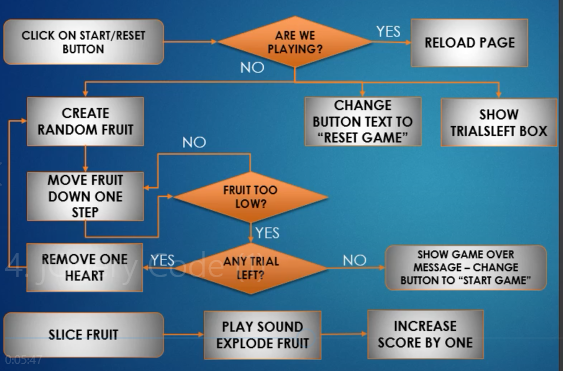 CLICK ON START/RESET
BUTTON
ARE WE
PLAYING?
YES
RELOAD PAGE
NO
CREATE
RANDOM FRUIT
CHANGE
BUTTON TEXT TO
“RESET GAME”
SHOW
TRIALSLEFT BOX
NO
MOVE FRUIT
DOWN ONE
STEP
FRUIT TOO
LOW?
YES
REMOVE ONE
HEART
YES
ANY TRIAL
LEFT?
NO
SHOW GAME OVER
MESSAGE – CHANGE
BUTTON TO “START GAME”
SLICE FRUIT
PLAY SOUND
EXPLODE FRUIT
INCREASE
SCORE BY ONE
0:05:47